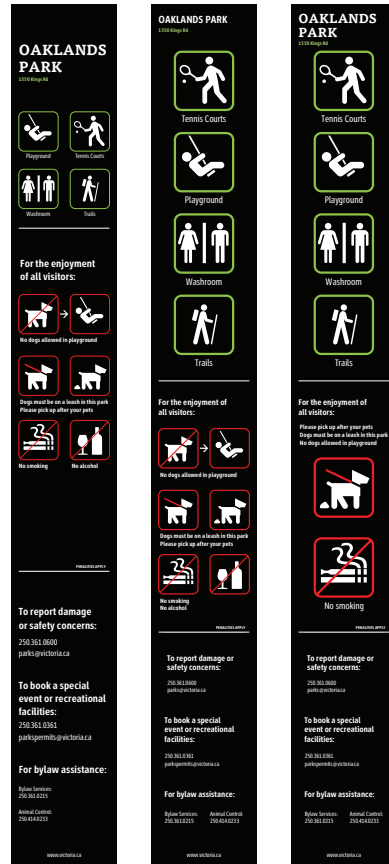 OAKLANDS
PARK
1550 Kings Rd
Playground
Tennis Courts
Washroom
Trails
For the enjoyment
of all visitors:
No dogs allowed in playground
Dogs must be on a leash in this park
Please pick up after your pets
No smoking
No alcohol
PENALITIES APPLY
To report damage
or safety concerns:
250.361.0600
parks@victoria.ca
To book a special
event or recreational
facilities:
250.361.0361
parkspermits@victoria.ca
For bylaw assistance:
Bylaw Services:
250.361.0215
Animal Control:
250.414.0233
www.victoria.ca
OAKLANDS PARK
1550 Kings Rd
Tennis Courts
Playground
Washroom
Trails
For the enjoyment of
all visitors:
No dogs allowed in playground
Dogs must be on a leash in this park
Please pick up after your pets
No smoking
No alcohol
PENALITIES APPLY
To report damage or
safety concerns:
250.361.0600
parks@victoria.ca
To book a special
event or recreational
facilities:
250.361.0361
parkspermits@victoria.ca
For bylaw assistance:
Bylaw Services:
250.361.0215
Animal Control:
250.414.0233
www.victoria.ca
OAKLANDS
PARK
1550 Kings Rd
Tennis Courts
Playground
Washroom
Trails
For the enjoyment of
all visitors:
Please pick up after your pets
Dogs must be on a leash in this park
No dogs allowed in playground
No smoking
PENALITIES APPLY
To report damage or
safety concerns:
250.361.0600
parks@victoria.ca
To book a special
event or recreational
facilities:
250.361.0361
parkspermits@victoria.ca
For bylaw assistance:
Bylaw Services:
250.361.0215
Animal Control:
250.414.0233
www.victoria.ca